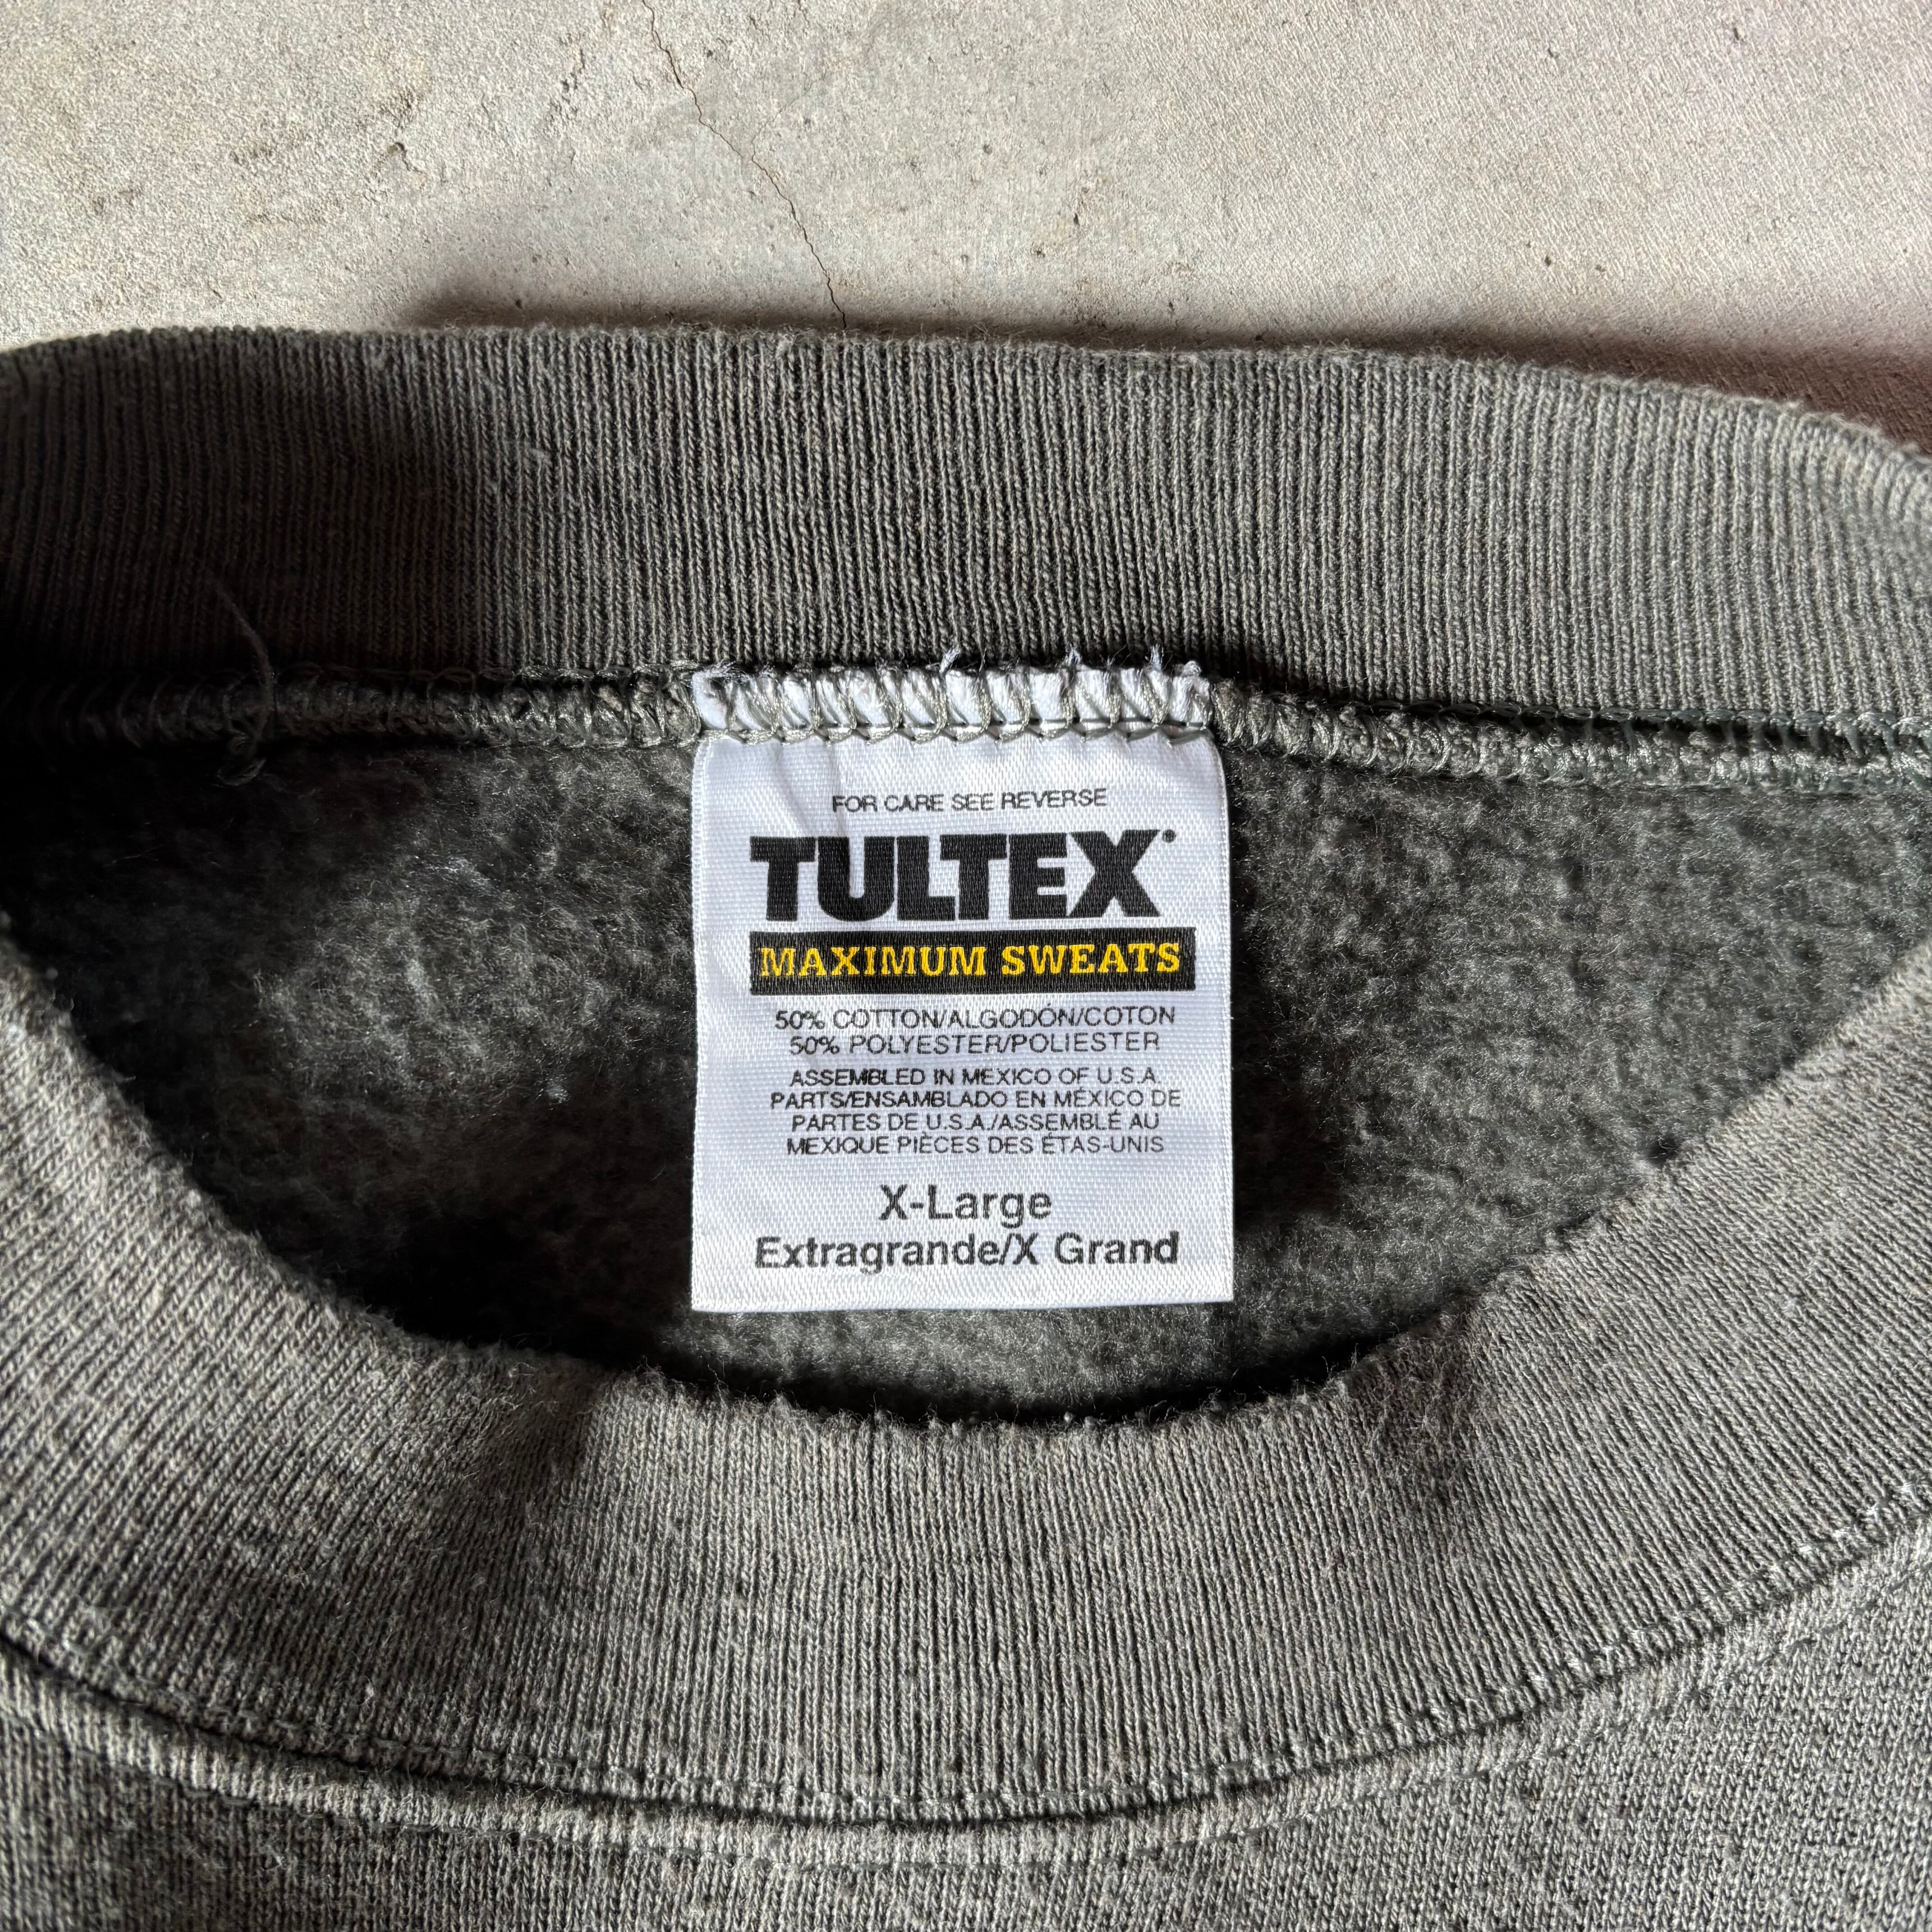 FOR CARE SEE REVERSE
TULTEX®
MAXIMUM SWEATS
50% COTTON/ALGODÓN/COTON
50% POLYESTER/POLIESTER
ASSEMBLED IN MEXICO OF U.S.A.
PARTS/ENSAMBLADO EN MÉXICO DE
PARTES DE U.S.A./ASSEMBLÉ AU
MEXIQUE PIÈCES DES ÉTAS-UNIS
X-Large
Extragrande/X Grand